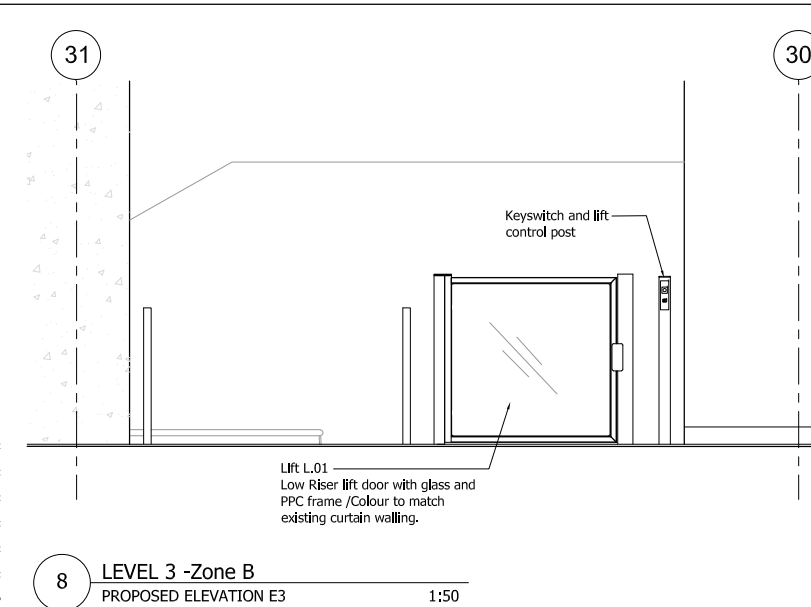 31
30
Keyswitch and lift
control post
Lift L.01
Low Riser lift door with glass and
PPC frame /Colour to match
existing curtain walling.
8
LEVEL 3 -Zone B
PROPOSED ELEVATION E3 1:50